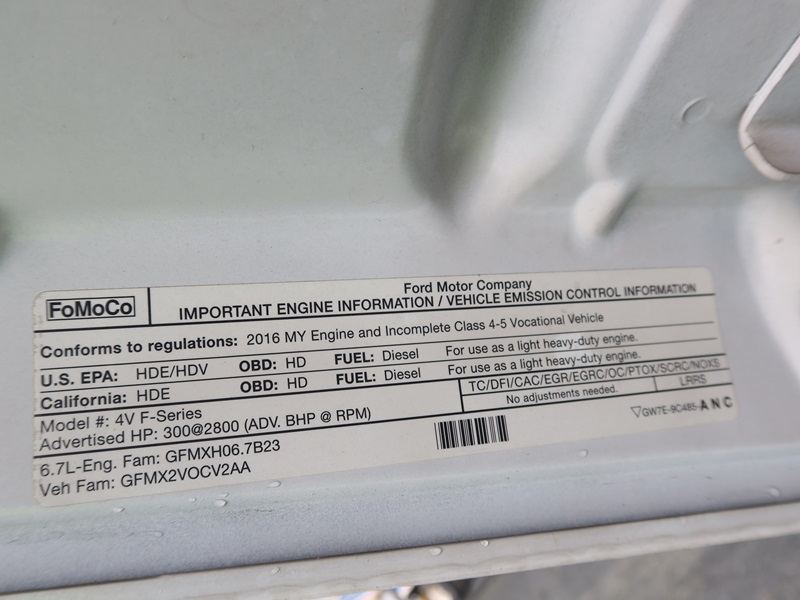 FoMoCo
Ford Motor Company
IMPORTANT ENGINE INFORMATION / VEHICLE EMISSION CONTROL INFORMATION
Conforms to regulations: 2016 MY Engine and Incomplete Class 4-5 Vocational Vehicle
U.S. EPA: HDE/HDV OBD: HD FUEL: Diesel For use as a light heavy-duty engine.
California: HDE OBD: HD FUEL: Diesel For use as a light heavy-duty engine.
Model #: 4V F-Series
TC/DFI/CAC/EGR/EGRC/OC/PTOX/SCRC/NOXS
Advertised HP: 300@2800 (ADV. BHP @ RPM)
No adjustments needed. LRRS
6.7L-Eng. Fam: GFMXH06.7B23
▽GW7E-9C485-ANC
Veh Fam: GFMX2VOCV2AA